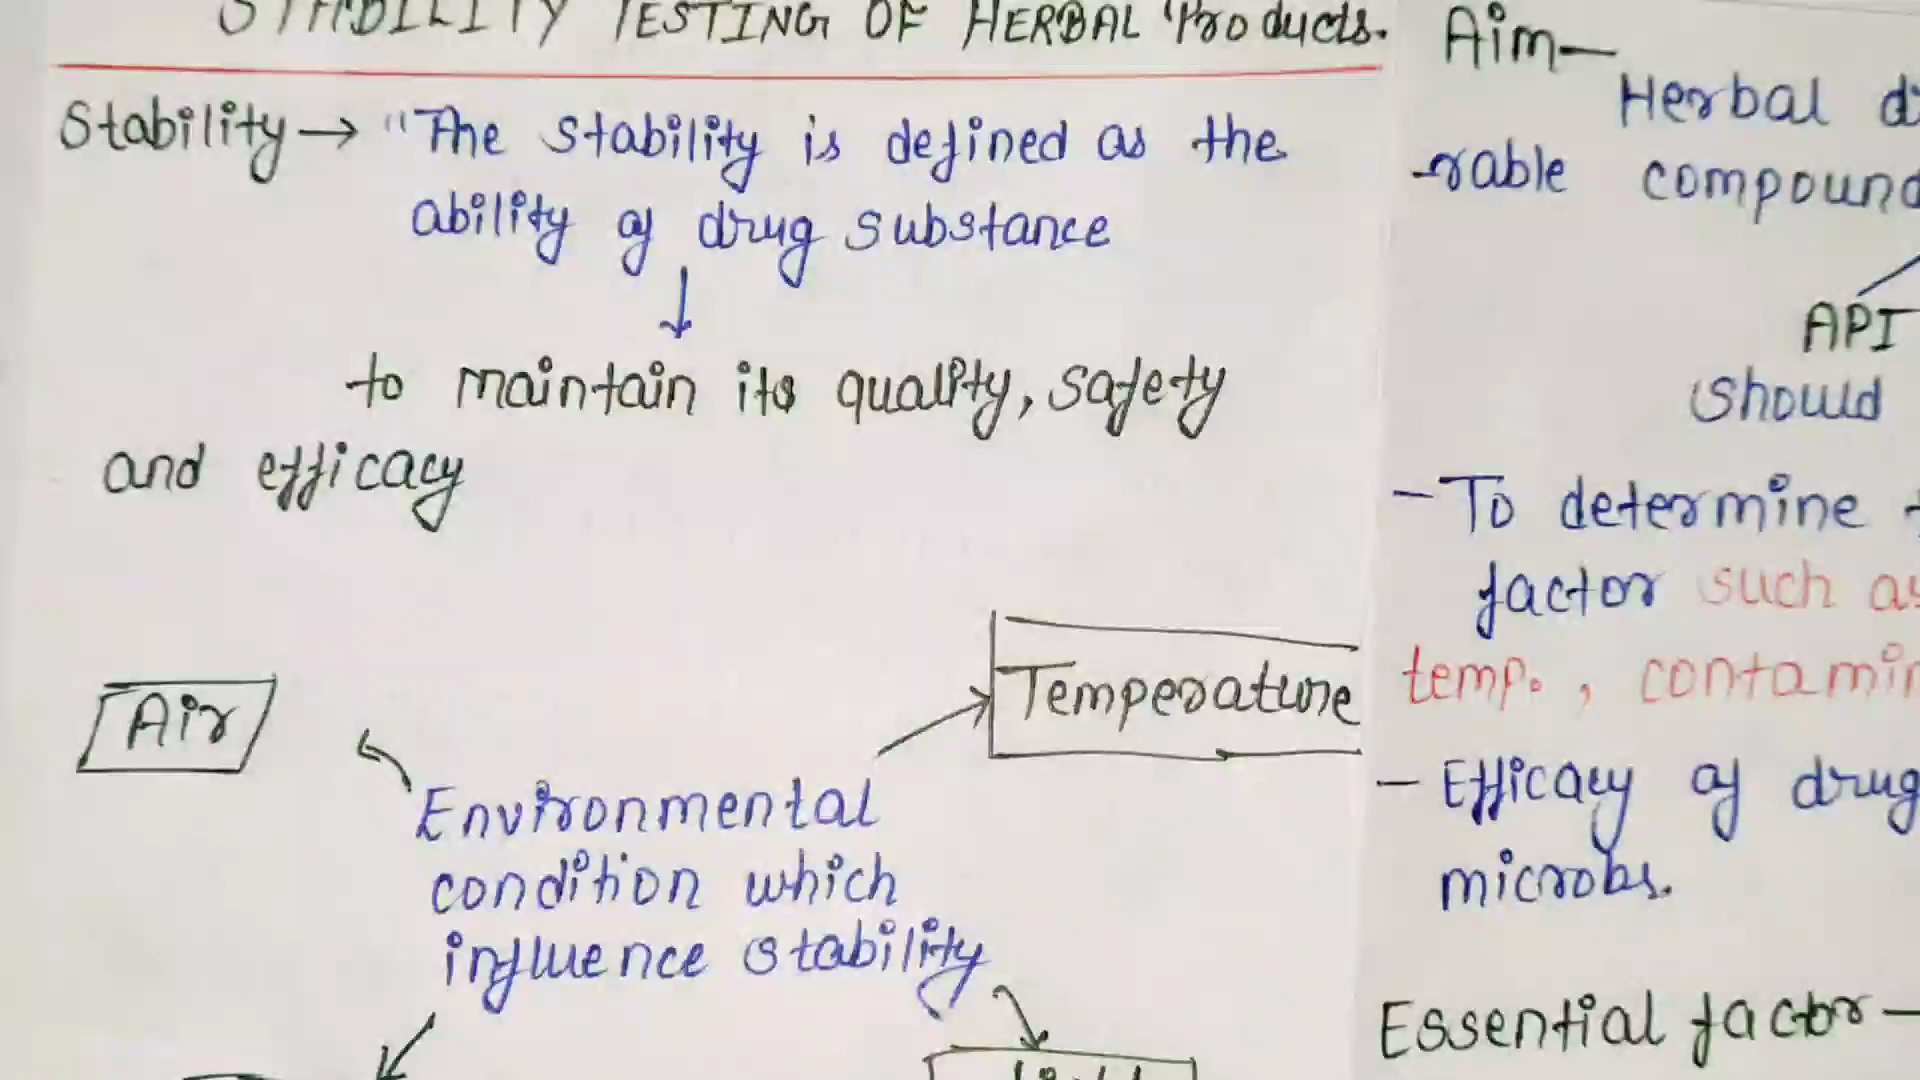 STABILITY TESTING OF HERBAL Products.
Stability → "The stability is defined as the
ability of drug substance
↓
to maintain its quality, safety
and efficacy
Air
Temperature
Environmental
condition which
influence stability
Aim—
Herbal
-rable compound
API
should
- To determine
factor such as
temp. , contamin
- Efficacy of drug
microbs.
Essential factor —